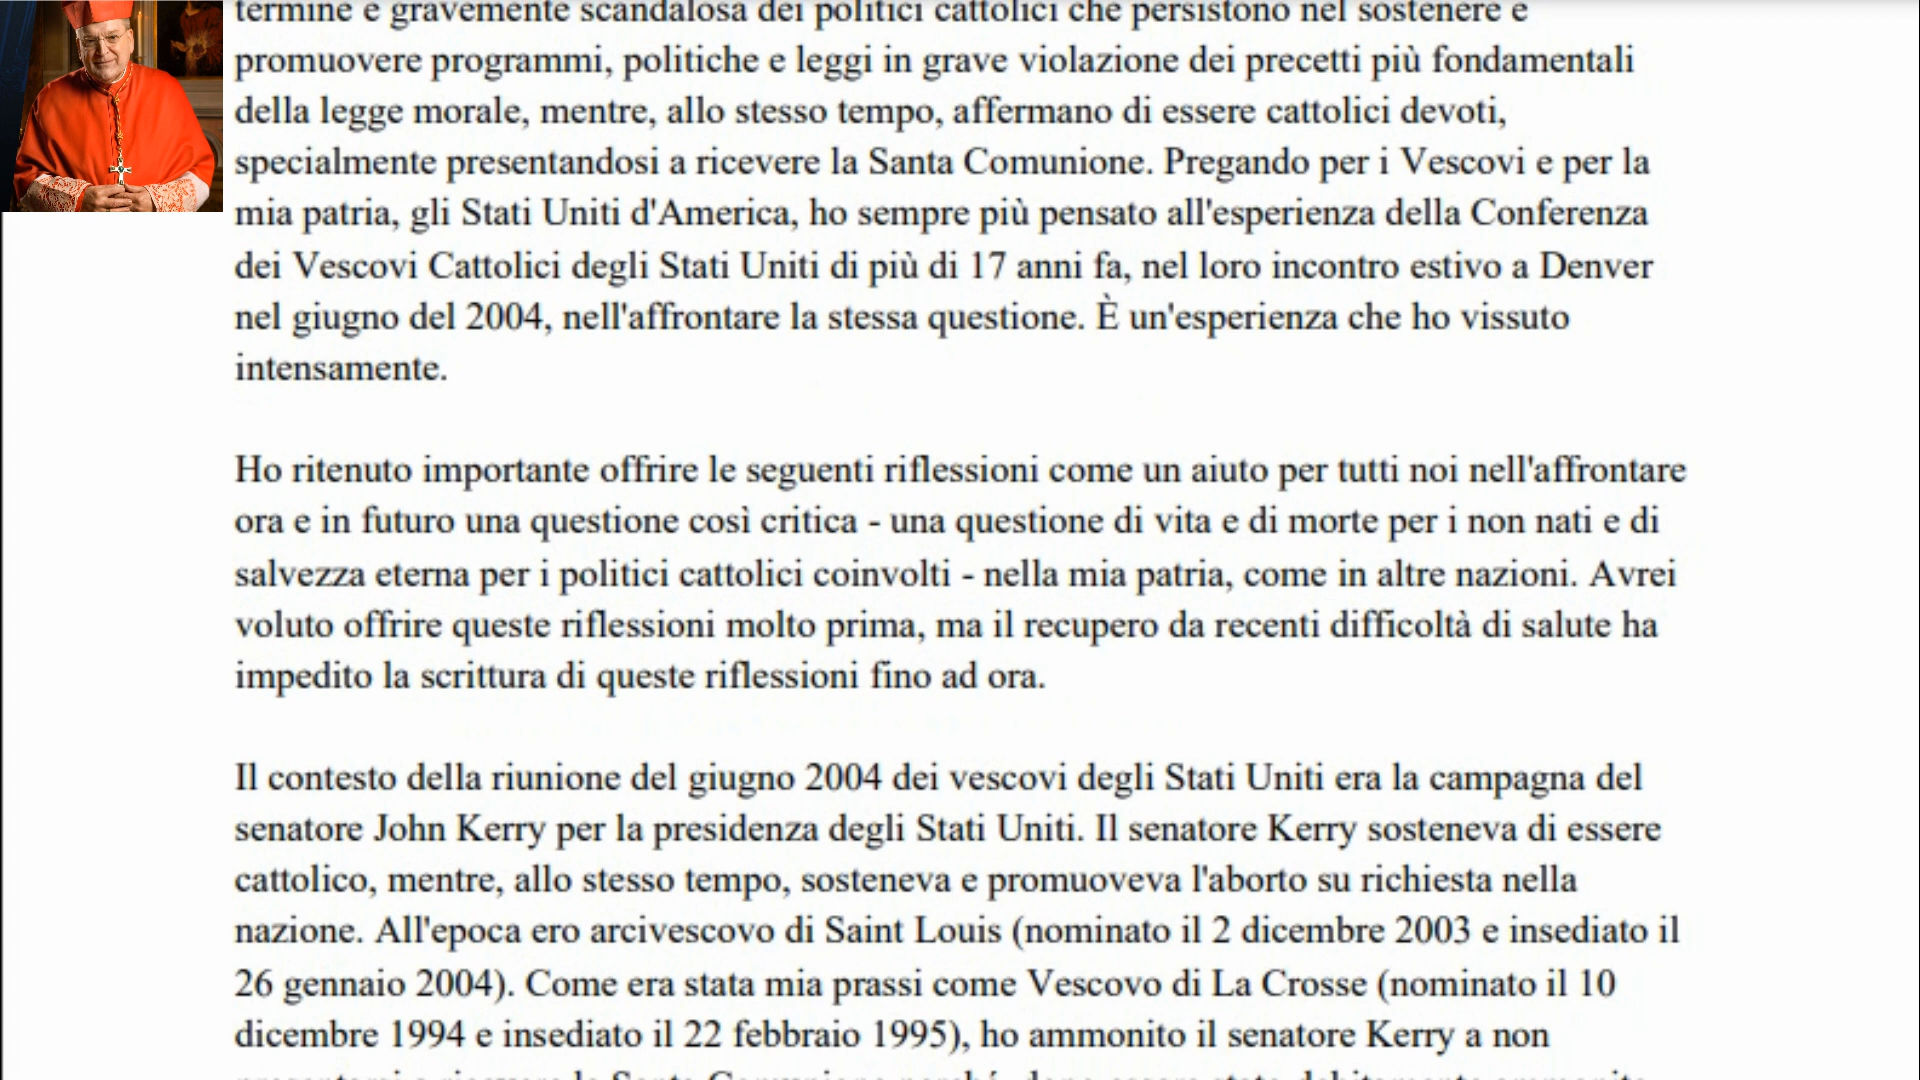 termine e gravemente scandalosa dei politici cattolici che persistono nel sostenere e
promuovere programmi, politiche e leggi in grave violazione dei precetti più fondamentali
della legge morale, mentre, allo stesso tempo, affermano di essere cattolici devoti,
specialmente presentandosi a ricevere la Santa Comunione. Pregando per i Vescovi e per la
mia patria, gli Stati Uniti d'America, ho sempre più pensato all'esperienza della Conferenza
dei Vescovi Cattolici degli Stati Uniti di più di 17 anni fa, nel loro incontro estivo a Denver
nel giugno del 2004, nell'affrontare la stessa questione. È un'esperienza che ho vissuto
intensamente.
Ho ritenuto importante offrire le seguenti riflessioni come un aiuto per tutti noi nell'affrontare
ora e in futuro una questione così critica - una questione di vita e di morte per i non nati e di
salvezza eterna per i politici cattolici coinvolti - nella mia patria, come in altre nazioni. Avrei
voluto offrire queste riflessioni molto prima, ma il recupero da recenti difficoltà di salute ha
impedito la scrittura di queste riflessioni fino ad ora.
Il contesto della riunione del giugno 2004 dei vescovi degli Stati Uniti era la campagna del
senatore John Kerry per la presidenza degli Stati Uniti. Il senatore Kerry sosteneva di essere
cattolico, mentre, allo stesso tempo, sosteneva e promuoveva l'aborto su richiesta nella
nazione. All'epoca ero arcivescovo di Saint Louis (nominato il 2 dicembre 2003 e insediato il
26 gennaio 2004). Come era stata mia prassi come Vescovo di La Crosse (nominato il 10
dicembre 1994 e insediato il 22 febbraio 1995), ho ammonito il senatore Kerry a non